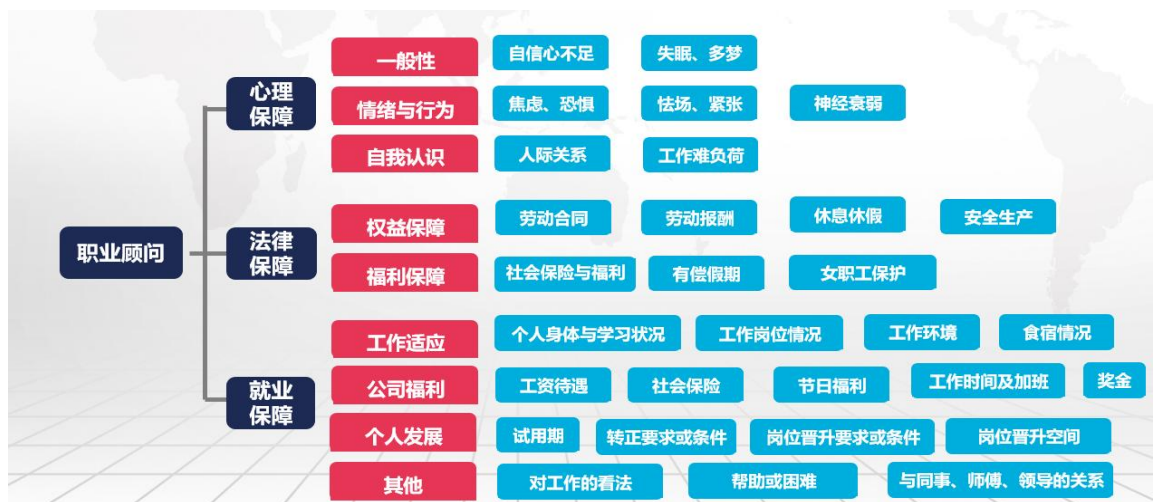 一般性
自信心不足
失眠、多梦
心理
保障
情绪与行为
焦虑、恐惧
怯场、紧张
神经衰弱
自我认识
人际关系
工作难负荷
职业顾问
法律
保障
权益保障
劳动合同
劳动报酬
休息休假
安全生产
福利保障
社会保险与福利
有偿假期
女职工保护
就业
保障
工作适应
个人身体与学习状况
工作岗位情况
工作环境
食宿情况
公司福利
工资待遇
社会保险
节日福利
工作时间及加班
奖金
个人发展
试用期
转正要求或条件
岗位晋升要求或条件
岗位晋升空间
其他
对工作的看法
帮助或困难
与同事、师傅、领导的关系